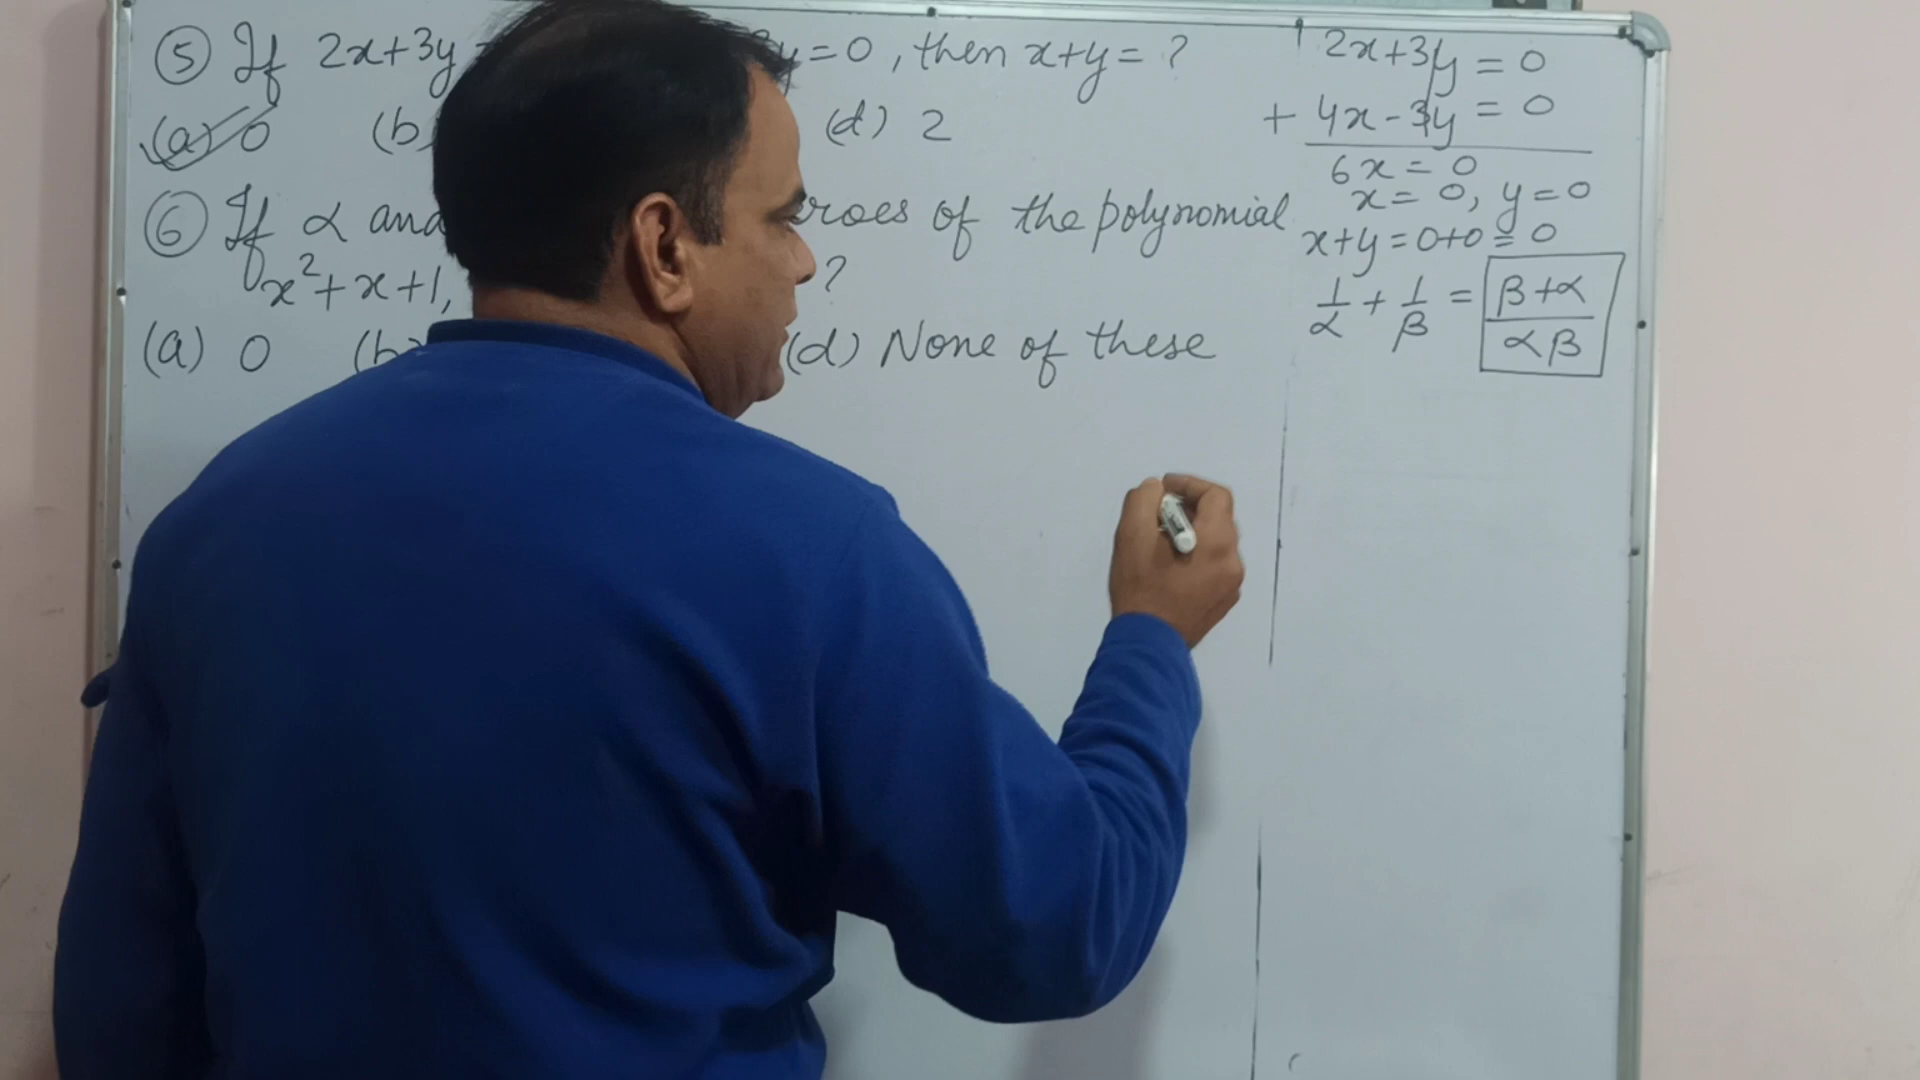 ⑤ If 2x+3y y=0, then x+y= ?
(a) 0 (b) (d) 2
⑥ If α and of the polynomial
x²+x+1, ?
(a) 0 (b) (d) None of these
2x+3y = 0
+ 4x-3y = 0
6x = 0
x = 0, y=0
x+y=0+0=0
1/α + 1/β = β+α/αβ